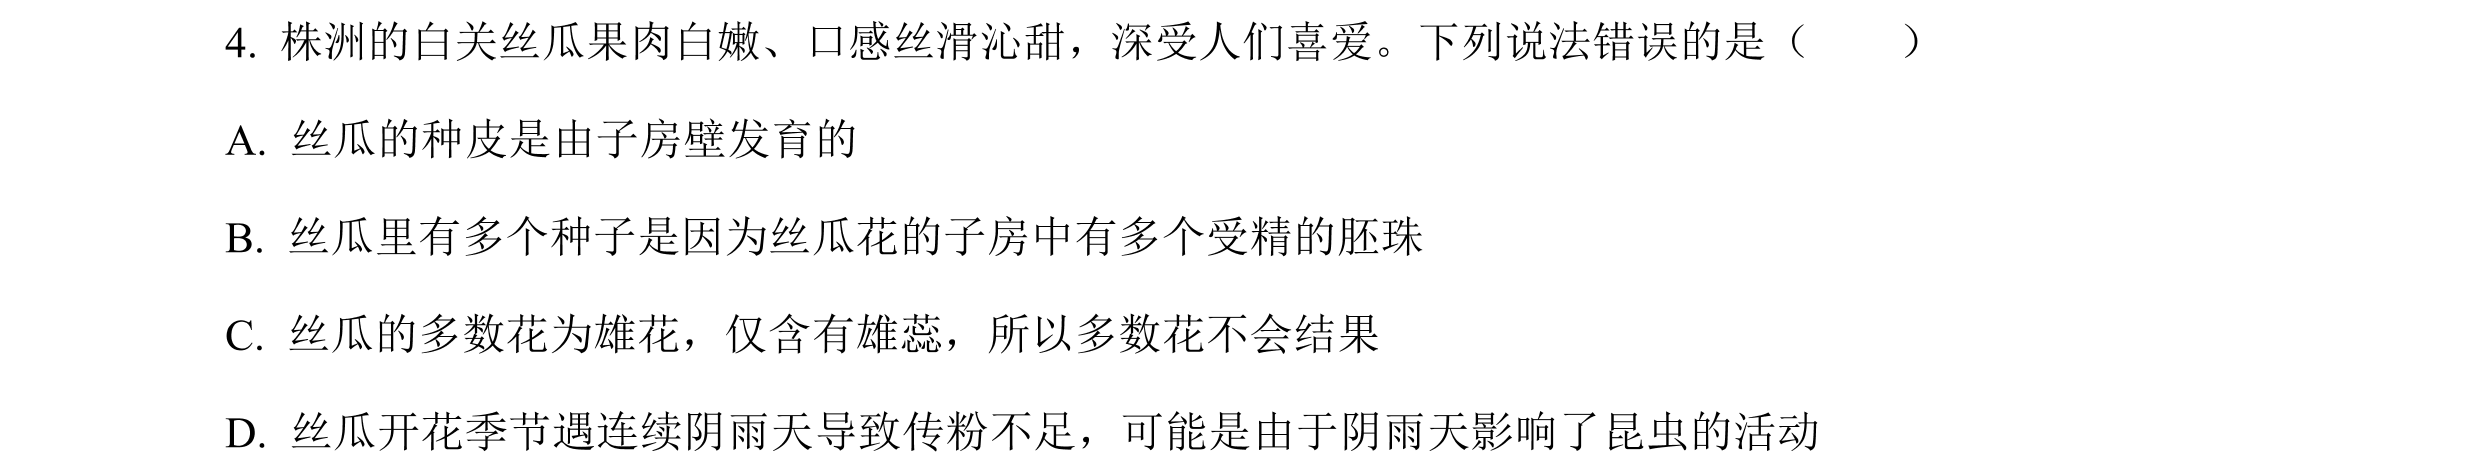 4. 株洲的白关丝瓜果肉白嫩、口感丝滑沁甜，深受人们喜爱。下列说法错误的是（　　）
A. 丝瓜的种皮是由子房壁发育的
B. 丝瓜里有多个种子是因为丝瓜花的子房中有多个受精的胚珠
C. 丝瓜的多数花为雄花，仅含有雄蕊，所以多数花不会结果
D. 丝瓜开花季节遇连续阴雨天导致传粉不足，可能是由于阴雨天影响了昆虫的活动